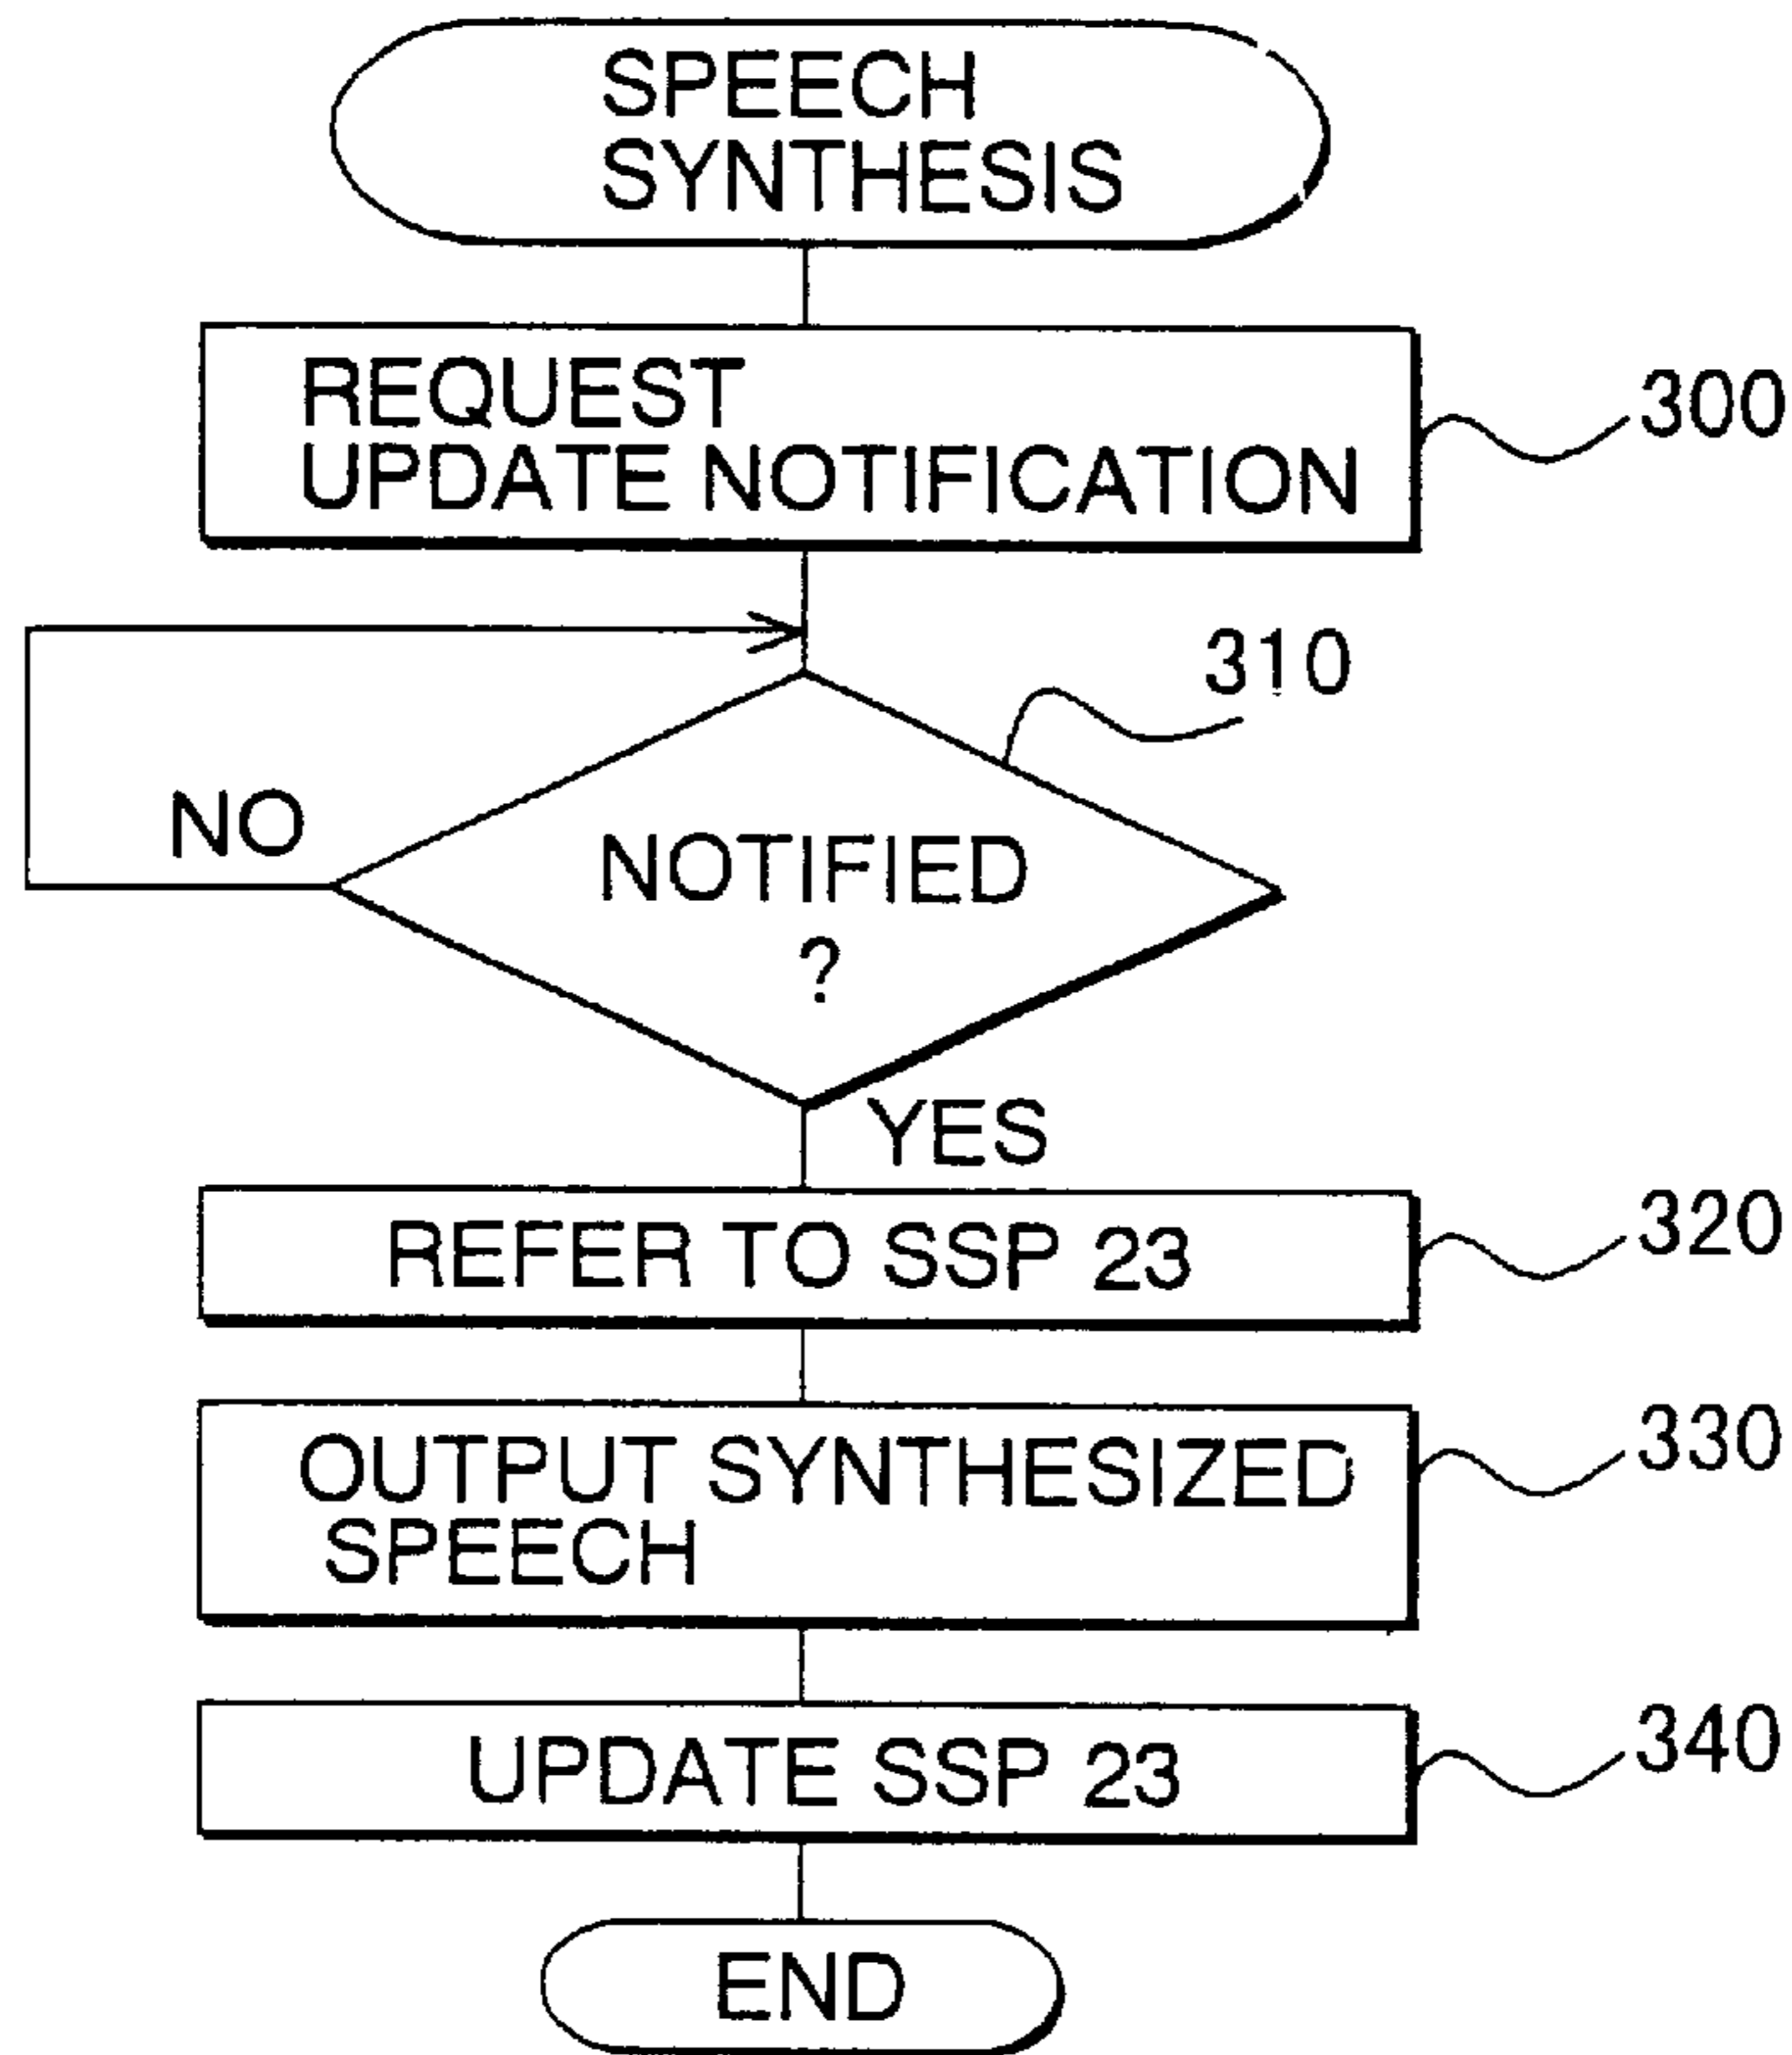 SPEECH
SYNTHESIS
REQUEST
UPDATE NOTIFICATION
300
310
NO
NOTIFIED
?
YES
REFER TO SSP 23
320
OUTPUT SYNTHESIZED
SPEECH
330
UPDATE SSP 23
340
END